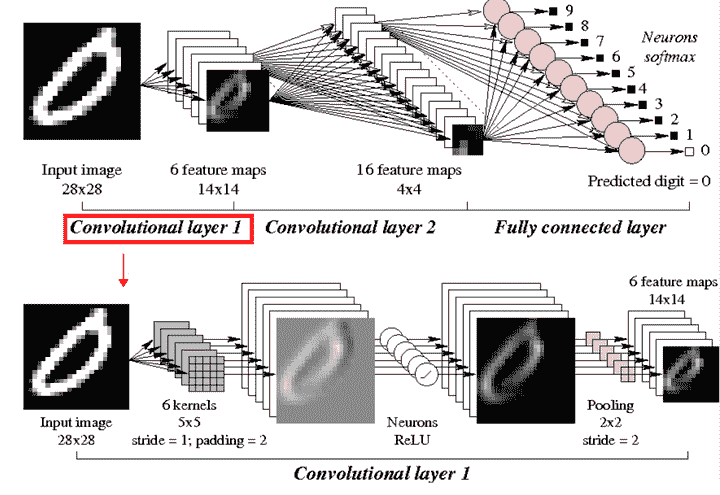 9
8
7
6
5
4
3
2
1
0
Neurons
softmax
Input image
28x28
6 feature maps
14x14
16 feature maps
4x4
Predicted digit = 0
Convolutional layer 1
Convolutional layer 2
Fully connected layer
6 feature maps
14x14
Input image
28x28
6 kernels
5x5
stride = 1; padding = 2
Neurons
ReLU
Pooling
2x2
stride = 2
Convolutional layer 1